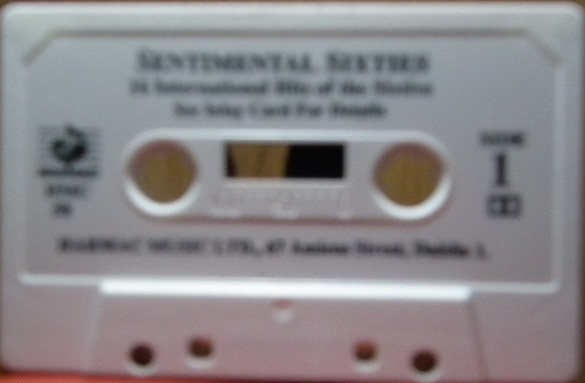 SENTIMENTAL SIXTIES
16 International Hits of the Sixties
See Inlay Card For Details
SIDE
1
HARMAC MUSIC LTD., 47 Amiens Street, Dublin 1.